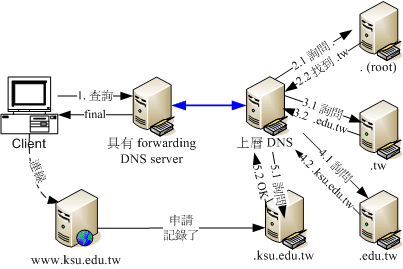 1. 查詢
final
Client
具有 forwarding
DNS server
上層 DNS
2.1 詢問
2.2 找到 .tw
. (root)
3.1 詢問
3.2 .edu.tw
.tw
4.1 詢問
4.2 .ksu.edu.tw
.edu.tw
5.1 詢問
5.2 OK
.ksu.edu.tw
連線
www.ksu.edu.tw
申請
記錄了